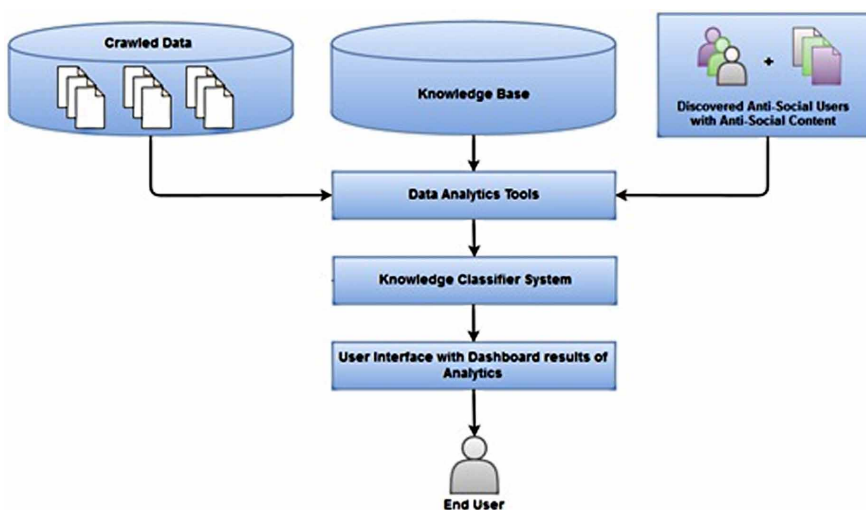 Crawled Data
Knowledge Base
+
Discovered Anti-Social Users
with Anti-Social Content
Data Analytics Tools
Knowledge Classifier System
User Interface with Dashboard results of
Analytics
End User